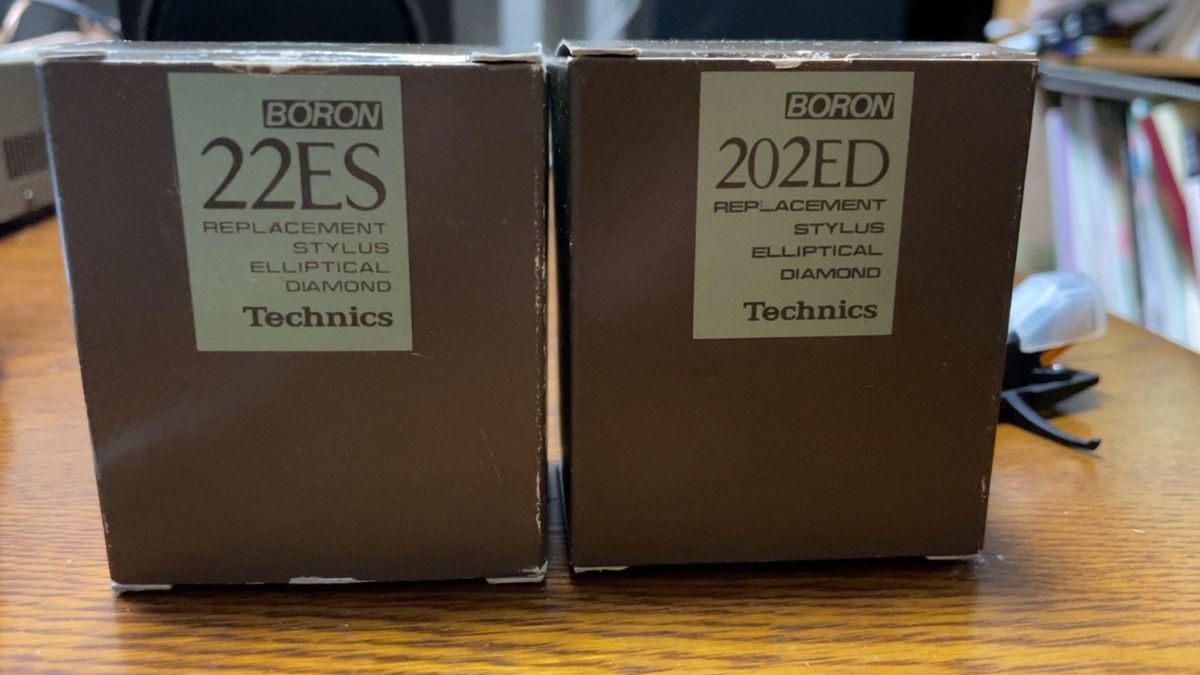 BORON
22ES
REPLACEMENT
STYLUS
ELLIPTICAL
DIAMOND
Technics
BORON
202ED
REPLACEMENT
STYLUS
ELLIPTICAL
DIAMOND
Technics